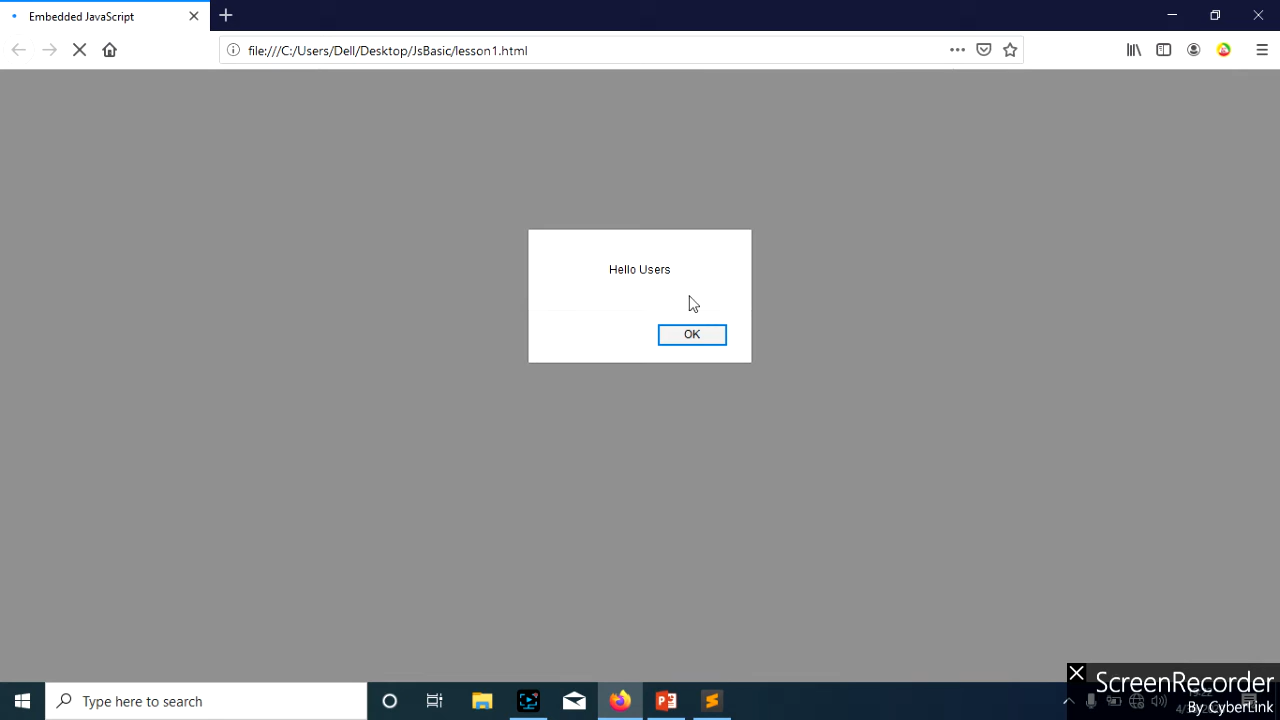 Embedded JavaScript
file:///C:/Users/Dell/Desktop/JsBasic/lesson1.html
Hello Users
OK
Type here to search
ScreenRecorder
By CyberLink